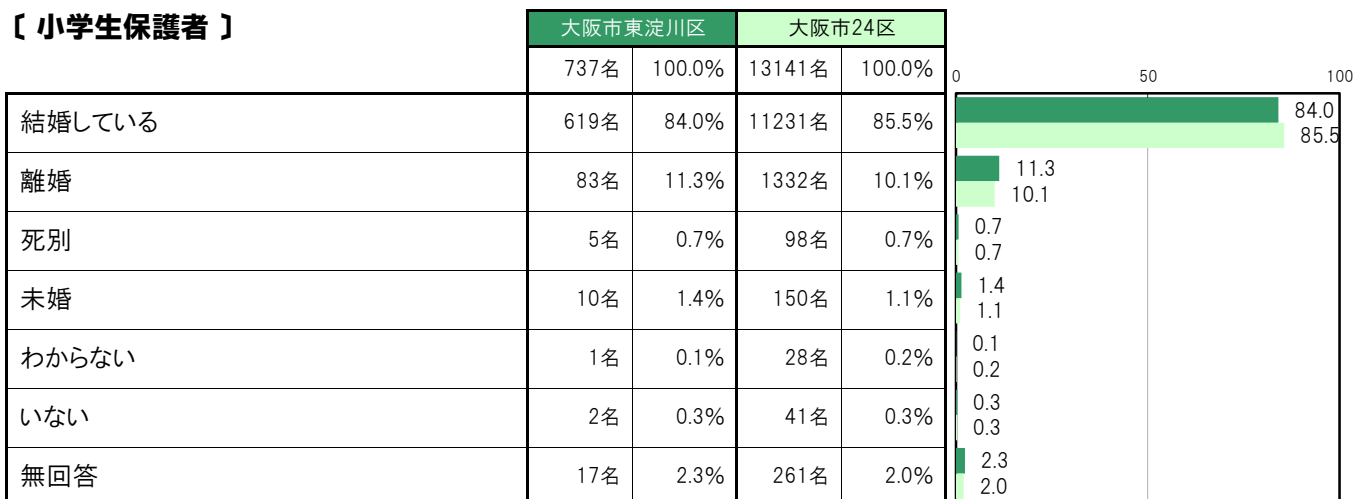 〔 小学生保護者 〕
大阪市東淀川区 大阪市24区
737名 100.0% 13141名 100.0%
0 50 100
結婚している 619名 84.0% 11231名 85.5%
84.0
85.5
離婚 83名 11.3% 1332名 10.1%
11.3
10.1
死別 5名 0.7% 98名 0.7%
0.7
0.7
未婚 10名 1.4% 150名 1.1%
1.4
1.1
わからない 1名 0.1% 28名 0.2%
0.1
0.2
いない 2名 0.3% 41名 0.3%
0.3
0.3
無回答 17名 2.3% 261名 2.0%
2.3
2.0